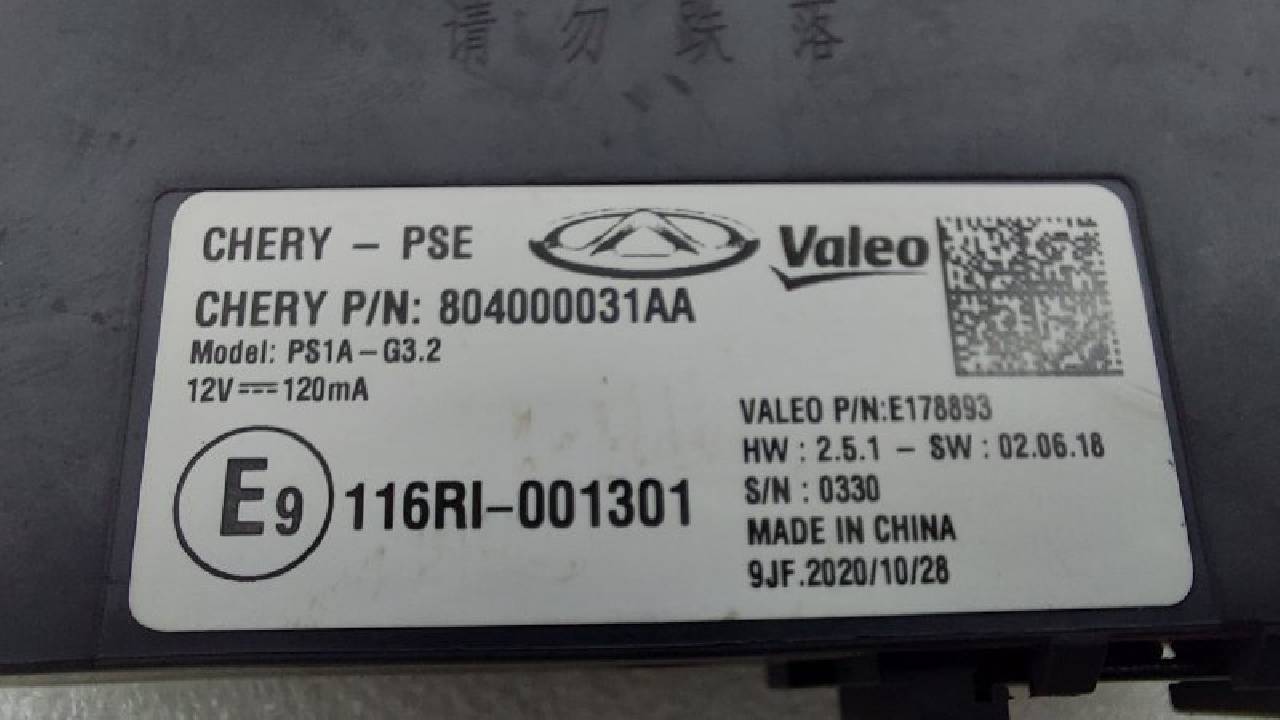 请勿跌落
CHERY - PSE
Valeo
CHERY P/N: 804000031AA
Model: PS1A-G3.2
12V⎓120mA
E9
116RI-001301
VALEO P/N:E178893
HW : 2.5.1 - SW : 02.06.18
S/N : 0330
MADE IN CHINA
9JF.2020/10/28